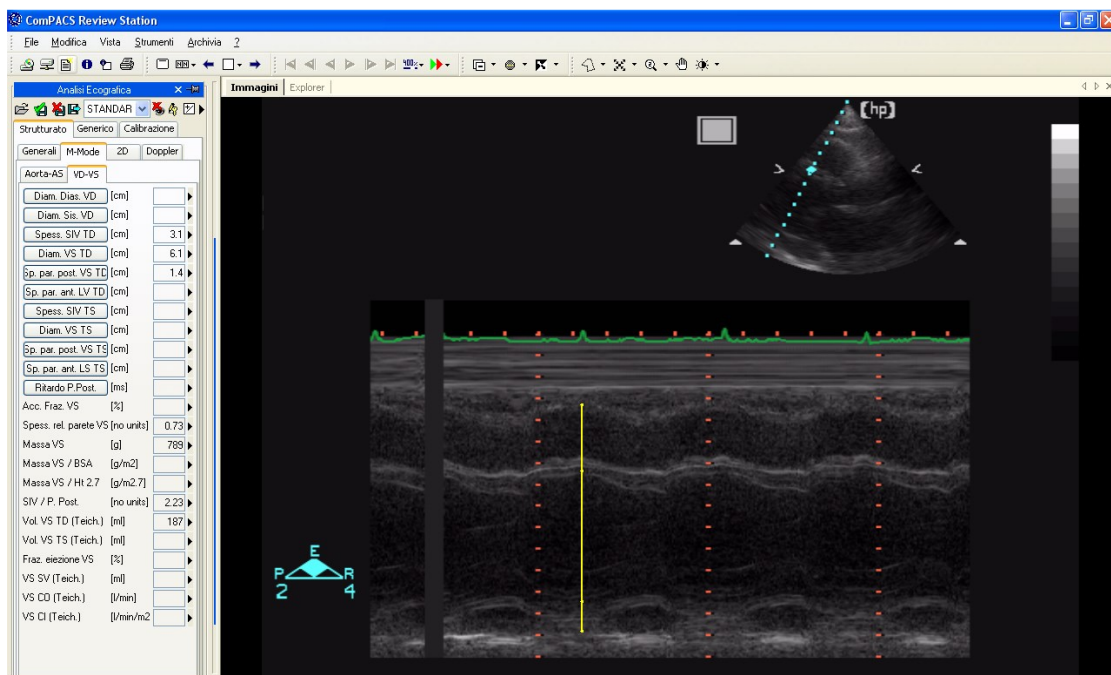 ComPACS Review Station
File Modifica Vista Strumenti Archivia ?
100%
Analisi Ecografica
STANDAR
Strutturato Generico Calibrazione
Generali M-Mode 2D Doppler
Aorta-AS VD-VS
Diam. Dias. VD [cm]
Diam. Sis. VD [cm]
Spess. SIV TD [cm] 3.1
Diam. VS TD [cm] 6.1
Sp. par. post. VS TD [cm] 1.4
Sp. par. ant. LV TD [cm]
Spess. SIV TS [cm]
Diam. VS TS [cm]
Sp. par. post. VS TS [cm]
Sp. par. ant. LS TS [cm]
Ritardo P.Post. [ms]
Acc. Fraz. VS [%]
Spess. rel. parete VS [no units] 0.73
Massa VS [g] 789
Massa VS / BSA [g/m2]
Massa VS / Ht 2.7 [g/m2.7]
SIV / P. Post. [no units] 2.23
Vol. VS TD (Teich.) [ml] 187
Vol. VS TS (Teich.) [ml]
Fraz. eiezione VS [%]
VS SV (Teich.) [ml]
VS CO (Teich.) [l/min]
VS CI (Teich.) [l/min/m2
Immagini Explorer
[hp]
E
P R
2 4